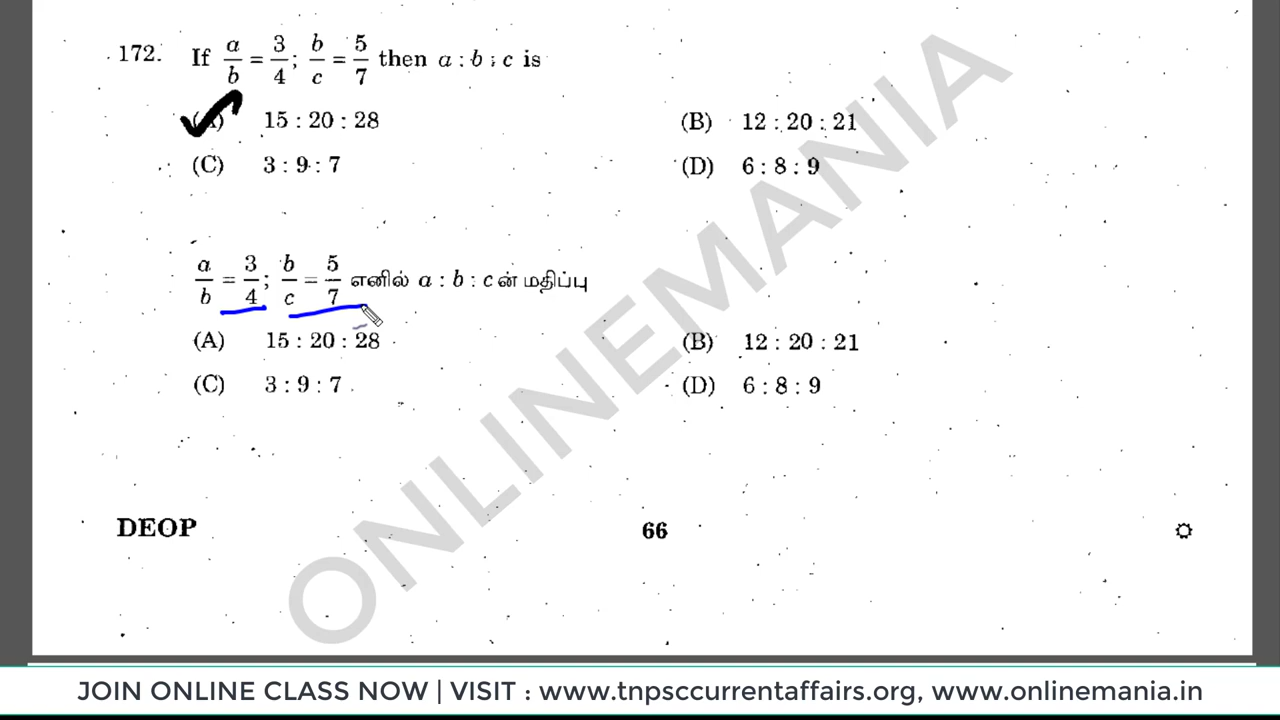 172. If a/b = 3/4; b/c = 5/7 then a : b : c is
(A) 15 : 20 : 28 (B) 12 : 20 : 21
(C) 3 : 9 : 7 (D) 6 : 8 : 9
a/b = 3/4; b/c = 5/7 எனில் a : b : c ன் மதிப்பு
(A) 15 : 20 : 28 (B) 12 : 20 : 21
(C) 3 : 9 : 7 (D) 6 : 8 : 9
ONLINEMANIA
DEOP 66
JOIN ONLINE CLASS NOW | VISIT : www.tnpsccurrentaffairs.org, www.onlinemania.in